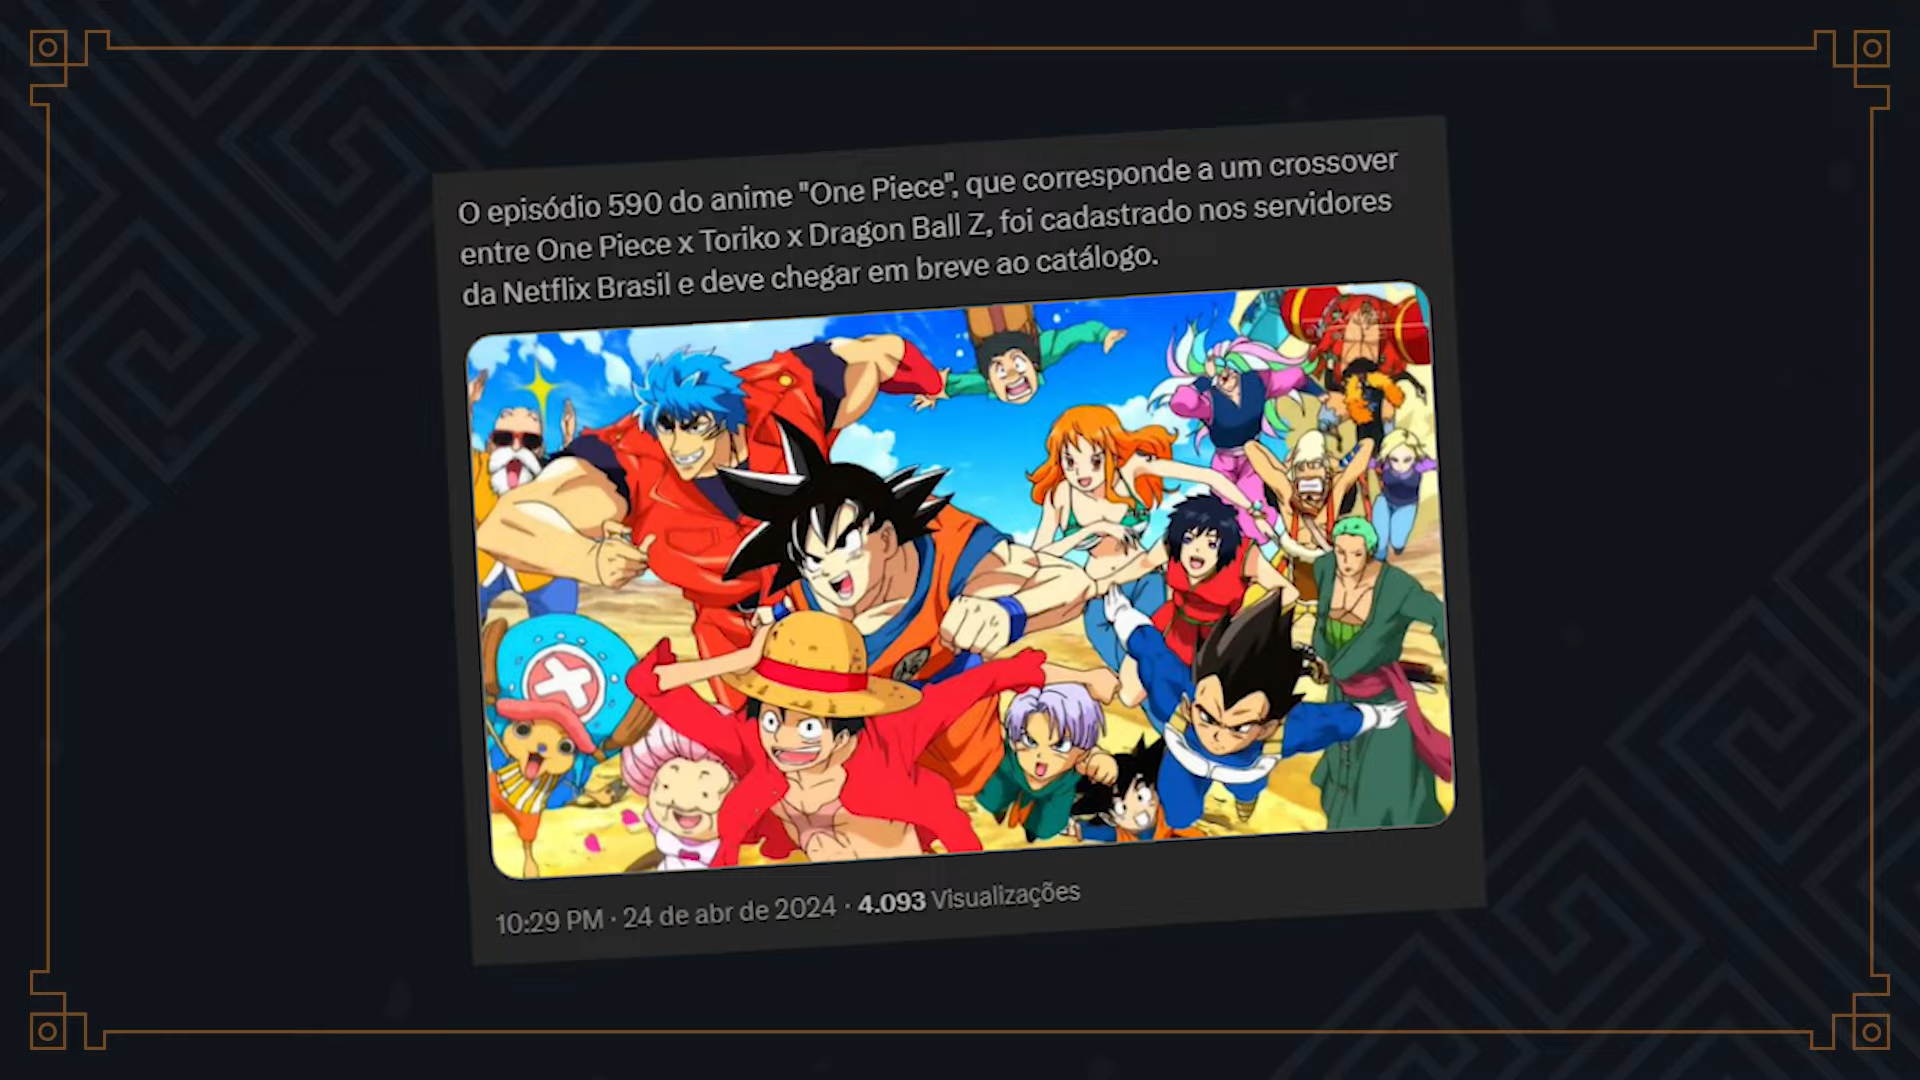 O episódio 590 do anime "One Piece", que corresponde a um crossover
entre One Piece x Toriko x Dragon Ball Z, foi cadastrado nos servidores
da Netflix Brasil e deve chegar em breve ao catálogo.
10:29 PM · 24 de abr de 2024 · 4.093 Visualizações